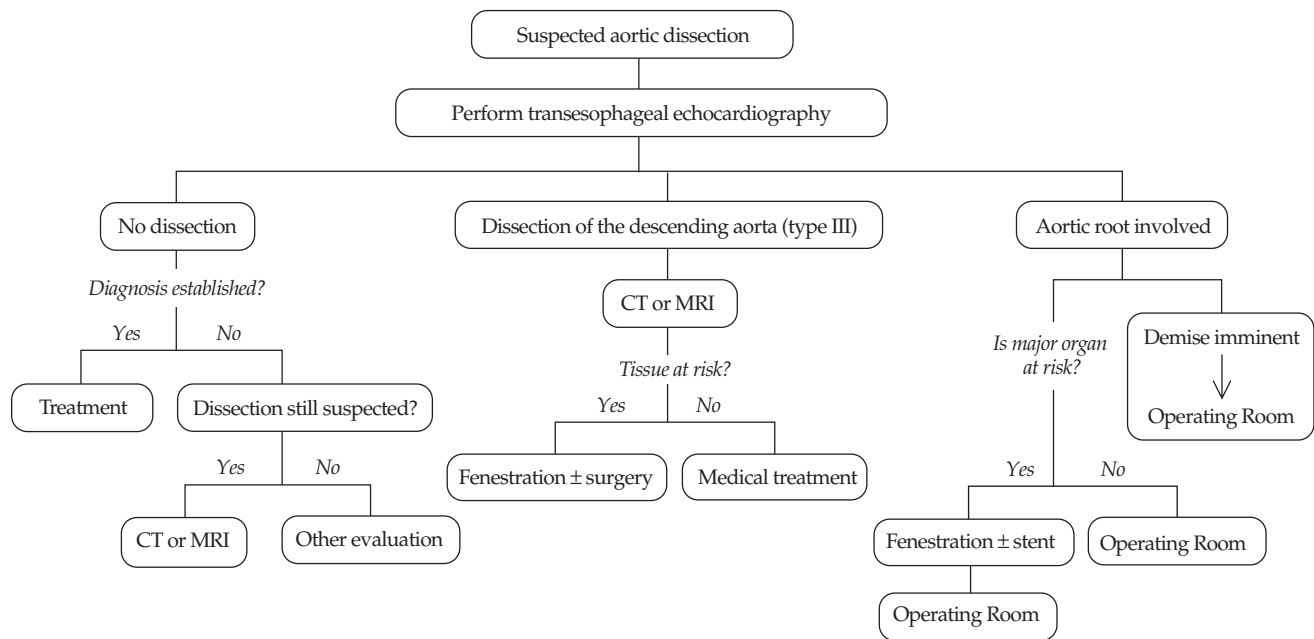 Suspected aortic dissection
Perform transesophageal echocardiography
No dissection
Dissection of the descending aorta (type III)
Aortic root involved
Diagnosis established?
CT or MRI
Is major organ
at risk?
Demise imminent
Operating Room
Yes
No
Tissue at risk?
Treatment
Dissection still suspected?
Yes
No
Yes
No
Fenestration ± surgery
Medical treatment
Yes
No
CT or MRI
Other evaluation
Fenestration ± stent
Operating Room
Operating Room